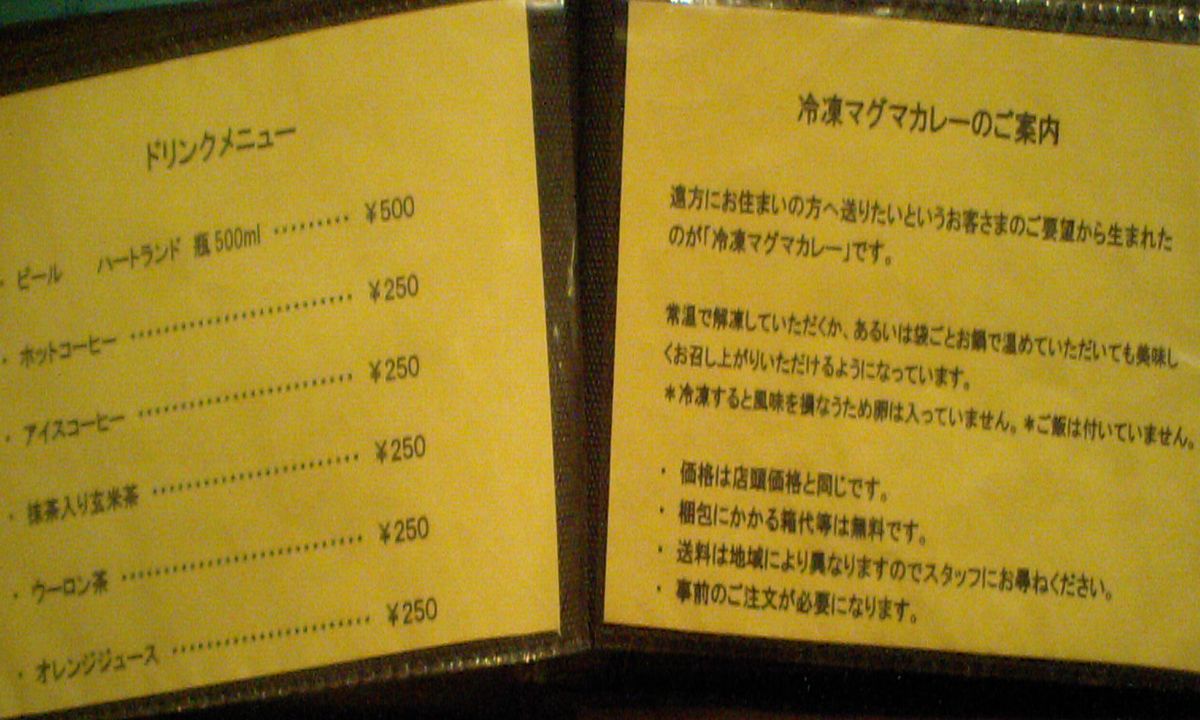 ドリンクメニュー
・ ビール ハートランド 瓶500ml ········· ¥500
・ ホットコーヒー ························ ¥250
・ アイスコーヒー ························ ¥250
・ 抹茶入り玄米茶 ······················· ¥250
・ ウーロン茶 ··························· ¥250
・ オレンジジュース ······················ ¥250
冷凍マグマカレーのご案内
遠方にお住まいの方へ送りたいというお客さまのご要望から生まれた
のが「冷凍マグマカレー」です。
常温で解凍していただくか、あるいは袋ごとお鍋で温めていただいても美味し
くお召し上がりいただけるようになっています。
*冷凍すると風味を損なうため卵は入っていません。*ご飯は付いていません。
・ 価格は店頭価格と同じです。
・ 梱包にかかる箱代等は無料です。
・ 送料は地域により異なりますのでスタッフにお尋ねください。
・ 事前のご注文が必要になります。